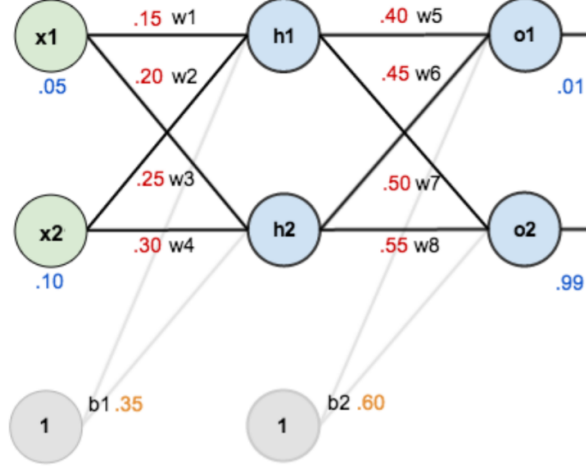 .15 w1
.40 w5
x1
h1
o1
.05
.20 w2
.45 w6
.01
.25 w3
.50 w7
x2
h2
o2
.30 w4
.55 w8
.10
.99
b1 .35
b2 .60
1
1